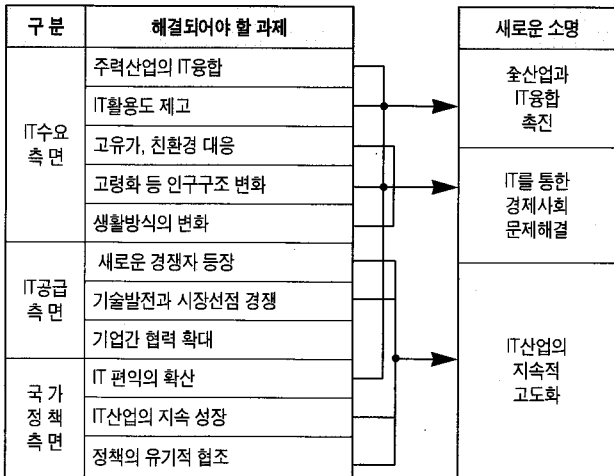 구 분
해결되어야 할 과제
새로운 소명
IT수요
측 면
주력산업의 IT융합
IT활용도 제고
고유가, 친환경 대응
고령화 등 인구구조 변화
생활방식의 변화
IT공급
측 면
새로운 경쟁자 등장
기술발전과 시장선점 경쟁
기업간 협력 확대
국 가
정 책
측 면
IT 편익의 확산
IT산업의 지속 성장
정책의 유기적 협조
全산업과
IT융합
촉진
IT를 통한
경제사회
문제해결
IT산업의
지속적
고도화